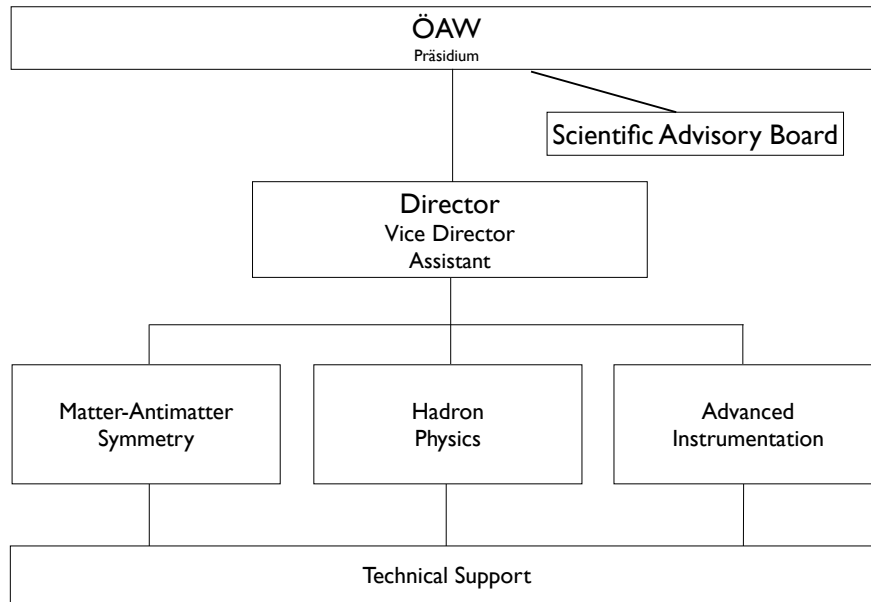 ÖAW
Präsidium
Scientific Advisory Board
Director
Vice Director
Assistant
Matter-Antimatter
Symmetry
Hadron
Physics
Advanced
Instrumentation
Technical Support